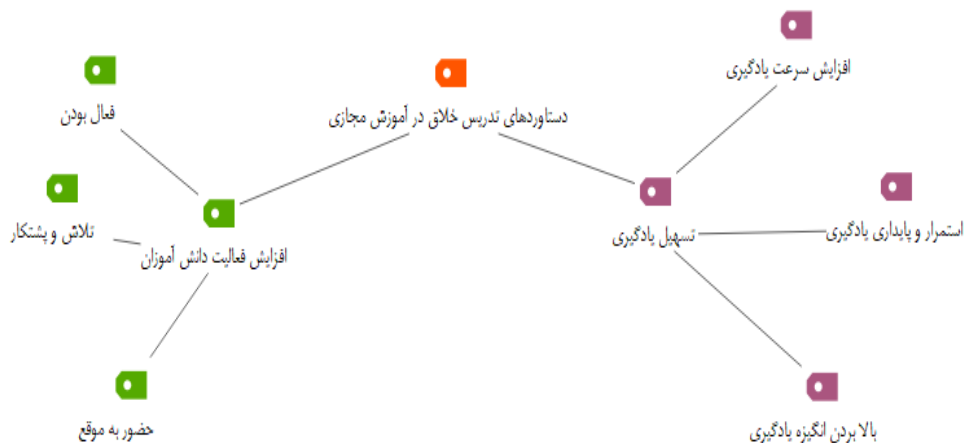 افزایش سرعت یادگیری
دستاوردهای تدریس خلاق در آموزش مجازی
فعال بودن
استمرار و پایداری یادگیری
تسهیل یادگیری
تلاش و پشتکار
افزایش فعالیت دانش آموزان
بالا بردن انگیزه یادگیری
حضور به موقع